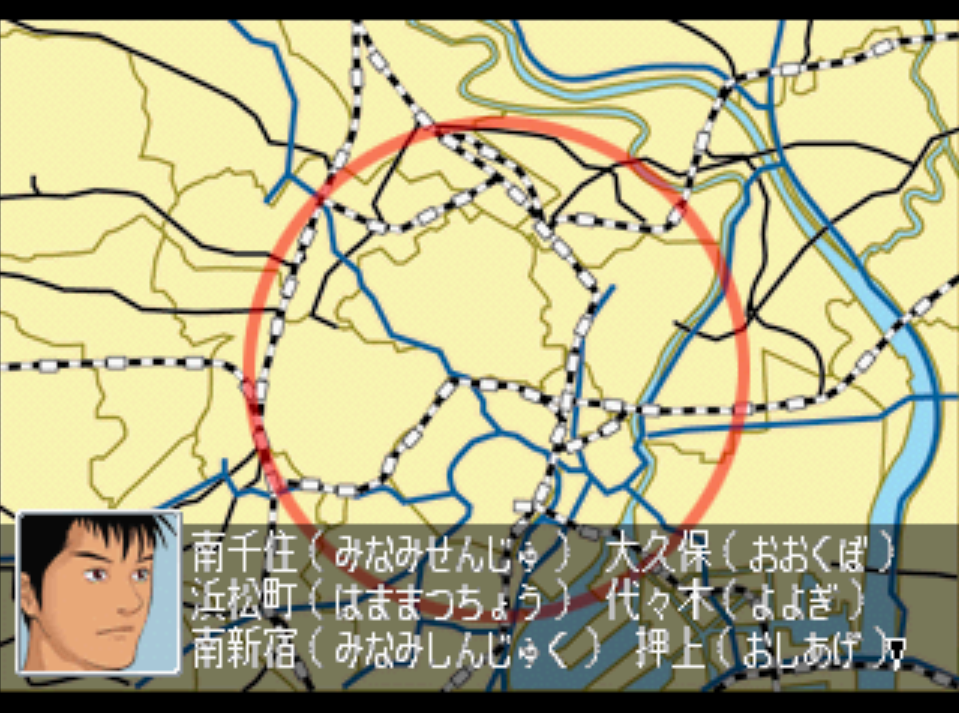 南千住（みなみせんじゅ）　大久保（おおくぼ）
浜松町（はままつちょう）　代々木（よよぎ）
南新宿（みなみしんじゅく）　押上（おしあげ）▽